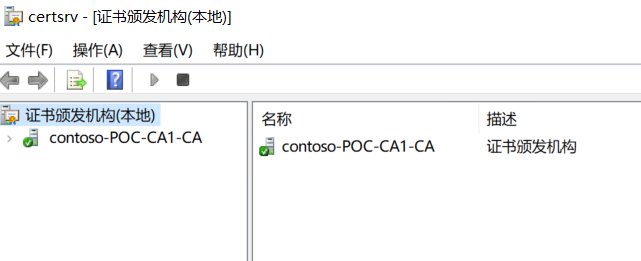 certsrv - [证书颁发机构(本地)]
文件(F) 操作(A) 查看(V) 帮助(H)
证书颁发机构(本地)
contoso-POC-CA1-CA
名称 描述
contoso-POC-CA1-CA 证书颁发机构